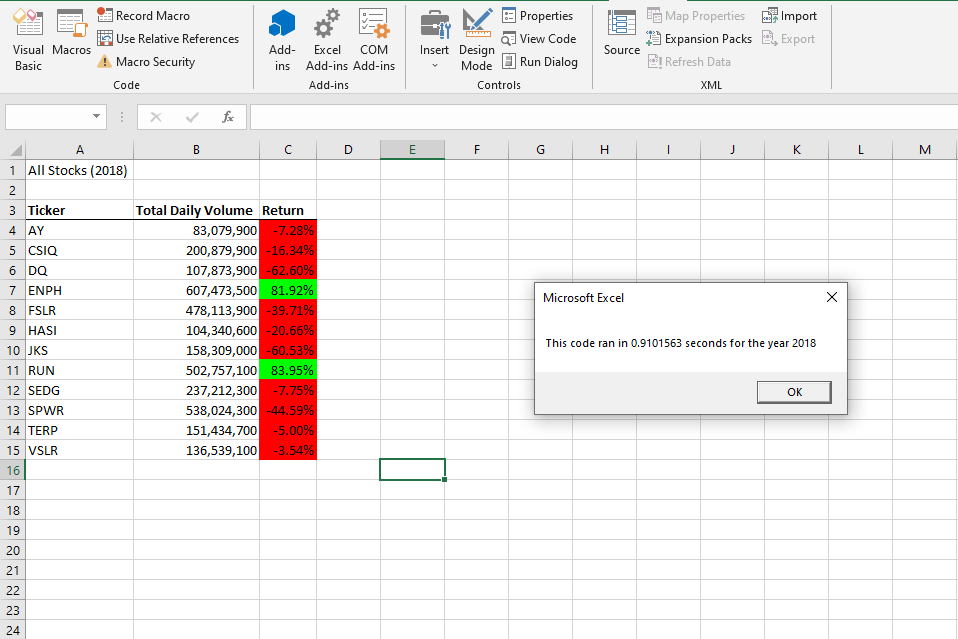 Record Macro
Use Relative References
Macro Security
Visual Basic
Macros
Code
Add-ins
Excel Add-ins
COM Add-ins
Add-ins
Insert
Design Mode
Properties
View Code
Run Dialog
Controls
Source
Map Properties
Expansion Packs
Refresh Data
Import
Export
XML
fx
A B C D E F G H I J K L M
1 All Stocks (2018)
2
3 Ticker Total Daily Volume Return
4 AY 83,079,900 -7.28%
5 CSIQ 200,879,900 -16.34%
6 DQ 107,873,900 -62.60%
7 ENPH 607,473,500 81.92%
8 FSLR 478,113,900 -39.71%
9 HASI 104,340,600 -20.66%
10 JKS 158,309,000 -60.53%
11 RUN 502,757,100 83.95%
12 SEDG 237,212,300 -7.75%
13 SPWR 538,024,300 -44.59%
14 TERP 151,434,700 -5.00%
15 VSLR 136,539,100 -3.54%
16
17
18
19
20
21
22
23
24
Microsoft Excel
This code ran in 0.9101563 seconds for the year 2018
OK